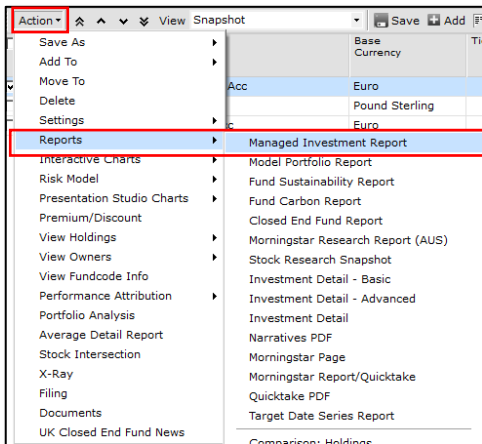 Action View Snapshot Save Add
Base Currency
Acc Euro
Pound Sterling
Euro
Save As
Add To
Move To
Delete
Settings
Reports
Interactive Charts
Risk Model
Presentation Studio Charts
Premium/Discount
View Holdings
View Owners
View Fundcode Info
Performance Attribution
Portfolio Analysis
Average Detail Report
Stock Intersection
X-Ray
Filing
Documents
UK Closed End Fund News
Managed Investment Report
Model Portfolio Report
Fund Sustainability Report
Fund Carbon Report
Closed End Fund Report
Morningstar Research Report (AUS)
Stock Research Snapshot
Investment Detail - Basic
Investment Detail - Advanced
Investment Detail
Narratives PDF
Morningstar Page
Morningstar Report/Quicktake
Quicktake PDF
Target Date Series Report
Comparison: Holdings